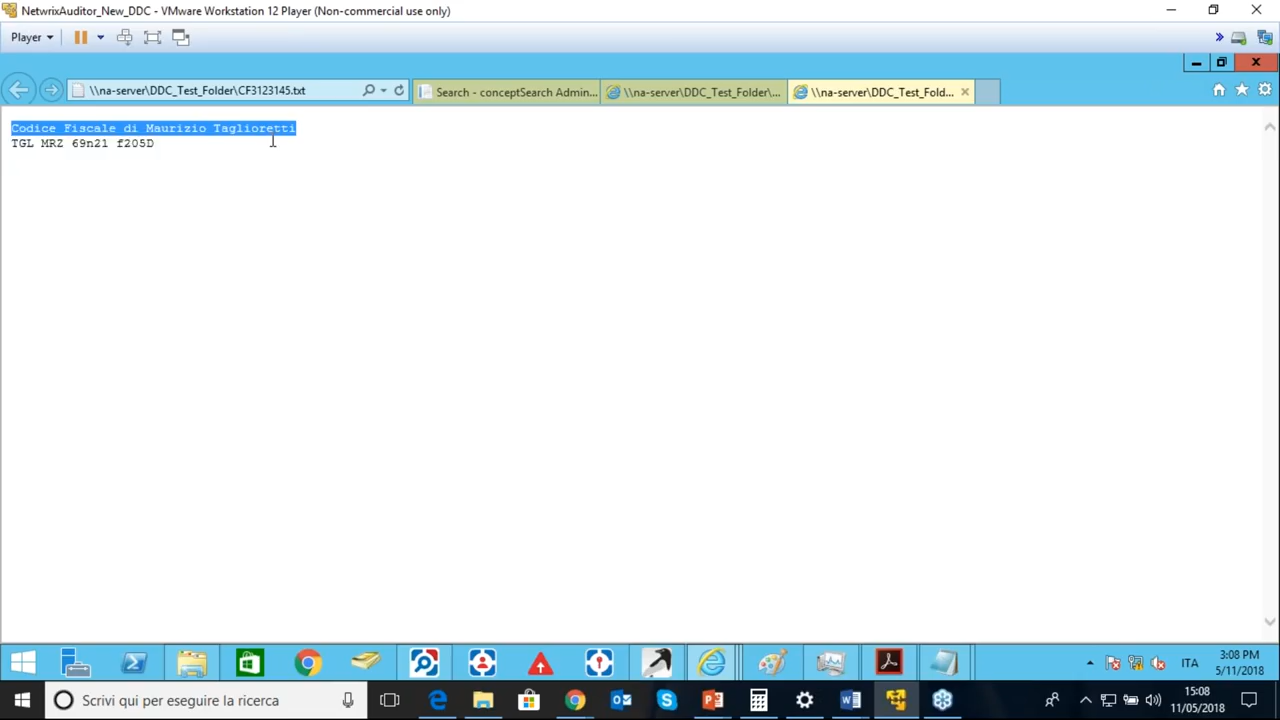 NetwrixAuditor_New_DDC - VMware Workstation 12 Player (Non-commercial use only)
Player
\\na-server\DDC_Test_Folder\CF3123145.txt
Search - conceptSearch Admin...
\\na-server\DDC_Test_Folder\...
\\na-server\DDC_Test_Fold...
Codice Fiscale di Maurizio Taglioretti
TGL MRZ 69n21 f205D
ITA
3:08 PM
5/11/2018
Scrivi qui per eseguire la ricerca
15:08
11/05/2018